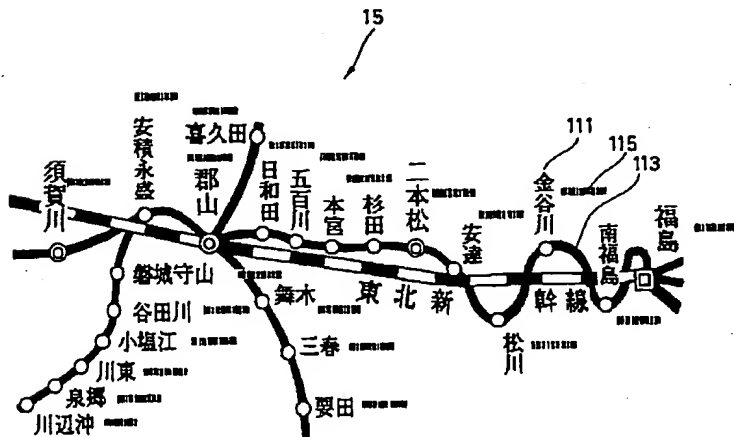 15
111
115
113
須賀川
安積永盛
喜久田
郡山
日和田
五百川
本宮
杉田
二本松
安達
金谷川
南福島
福島
磐城守山
谷田川
小塩江
川東
泉郷
川辺沖
舞木
三春
要田
松川
東北新幹線